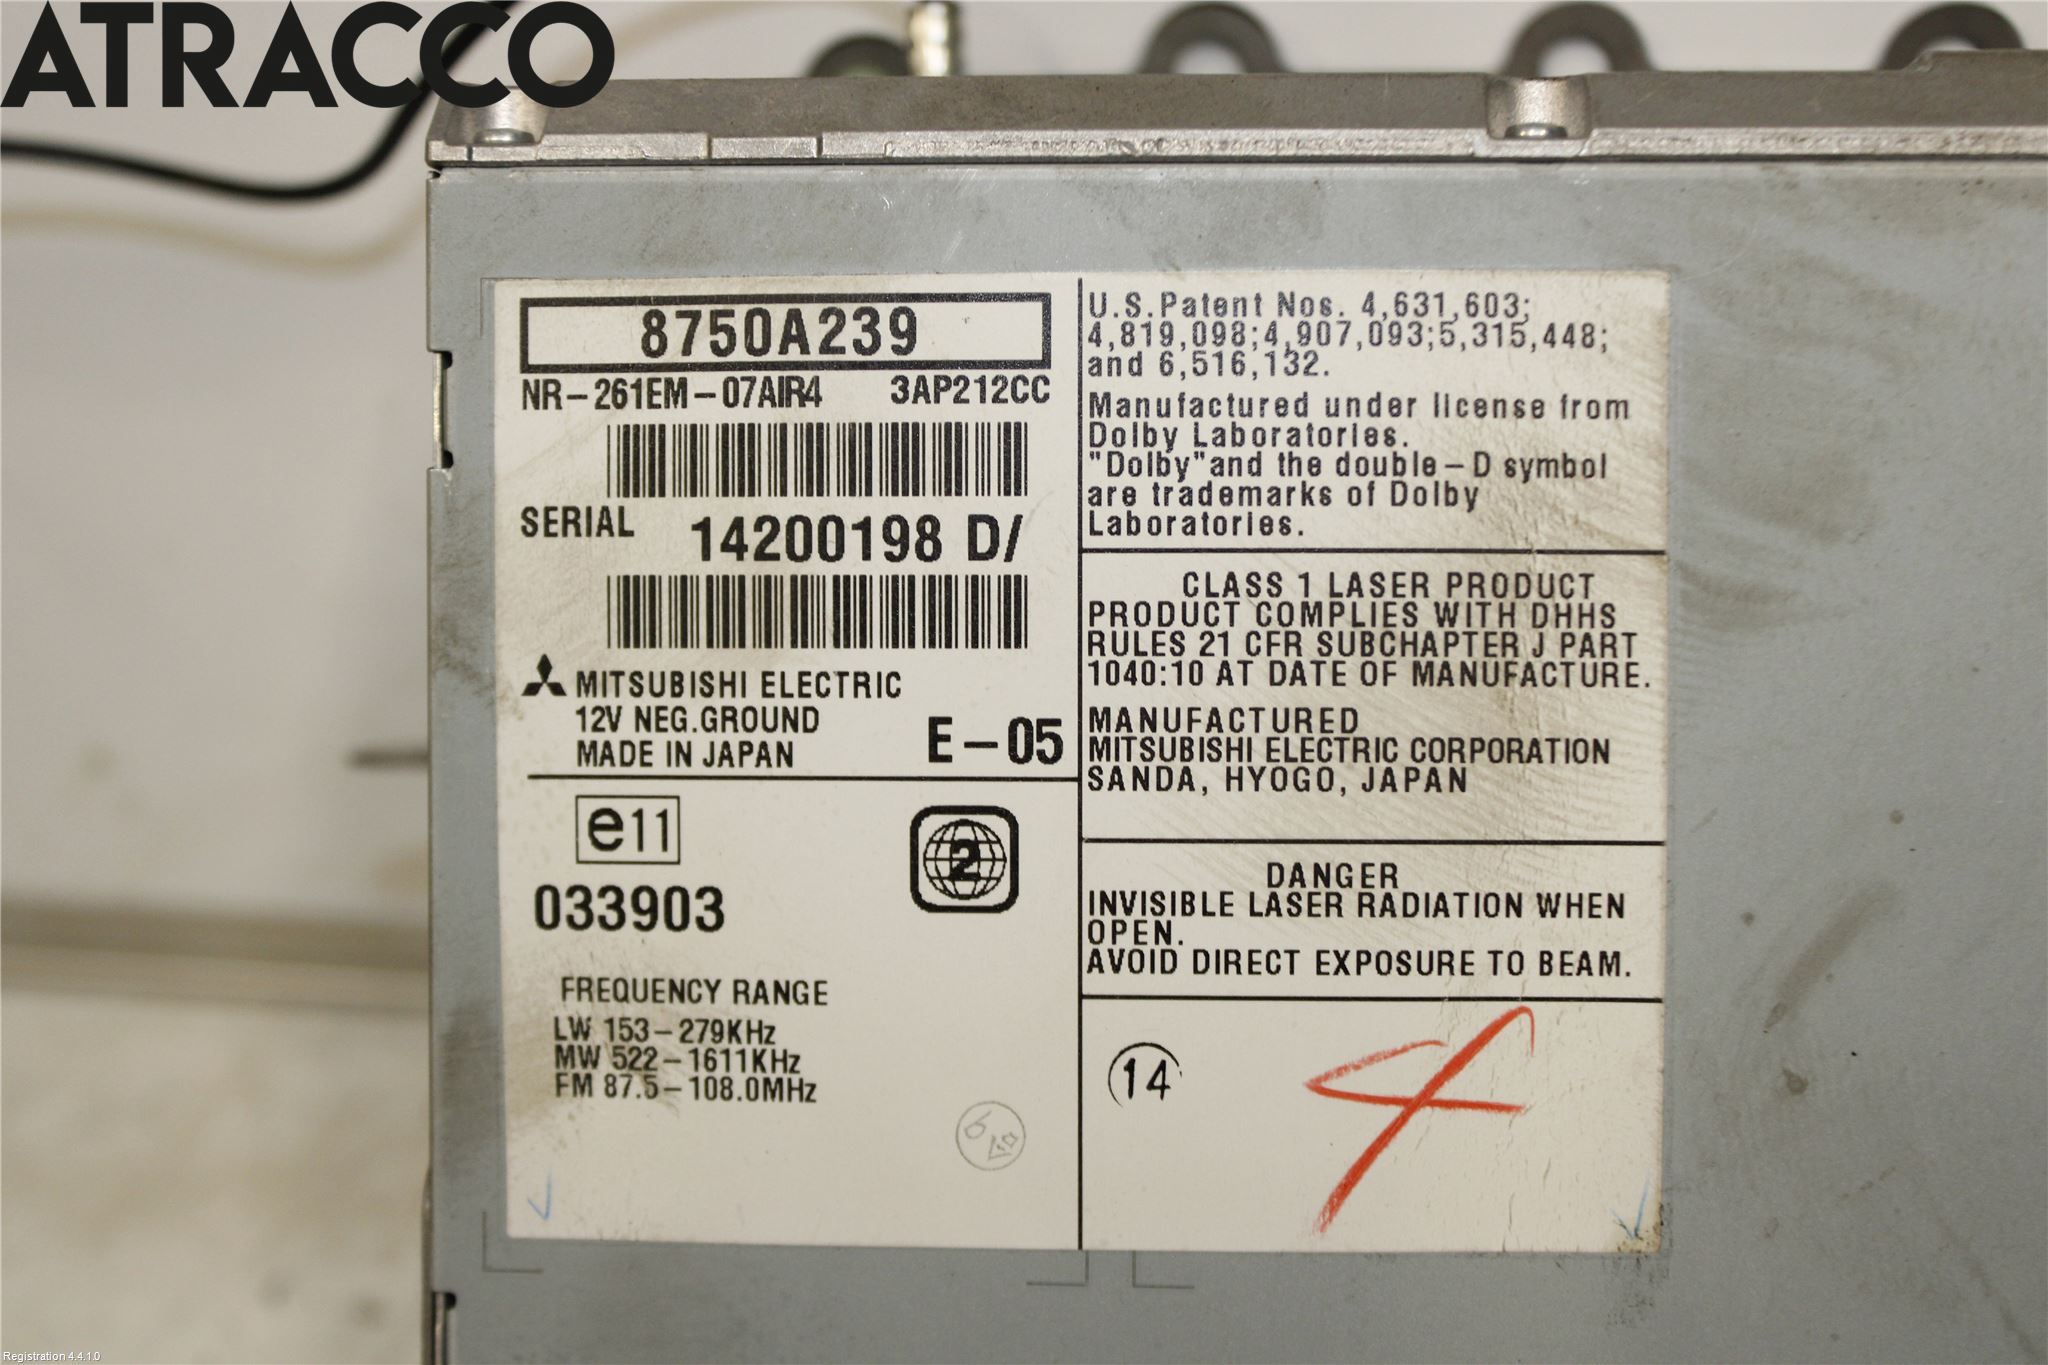 ATRACCO
8750A239
NR-261EM-07AIR4 3AP212CC
SERIAL 14200198 D/
MITSUBISHI ELECTRIC
12V NEG.GROUND
MADE IN JAPAN
E-05
e11
2
033903
FREQUENCY RANGE
LW 153-279KHz
MW 522-1611KHz
FM 87.5-108.0MHz
U.S.Patent Nos. 4,631,603;
4,819,098;4,907,093;5,315,448;
and 6,516,132.
Manufactured under license from
Dolby Laboratories.
"Dolby"and the double-D symbol
are trademarks of Dolby
Laboratories.
CLASS 1 LASER PRODUCT
PRODUCT COMPLIES WITH DHHS
RULES 21 CFR SUBCHAPTER J PART
1040:10 AT DATE OF MANUFACTURE.
MANUFACTURED
MITSUBISHI ELECTRIC CORPORATION
SANDA, HYOGO, JAPAN
DANGER
INVISIBLE LASER RADIATION WHEN
OPEN.
AVOID DIRECT EXPOSURE TO BEAM.
14
Registration 4.4.1.0